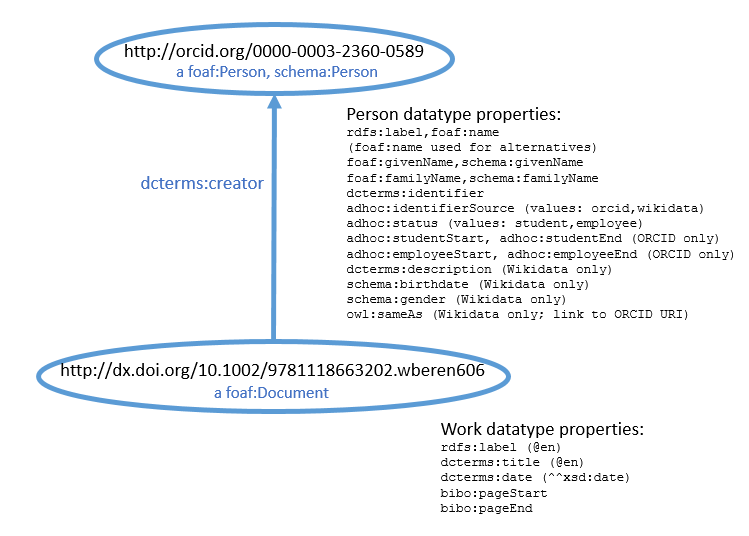 http://orcid.org/0000-0003-2360-0589
a foaf:Person, schema:Person
Person datatype properties:
rdfs:label,foaf:name
(foaf:name used for alternatives)
foaf:givenName,schema:givenName
foaf:familyName,schema:familyName
dcterms:identifier
adhoc:identifierSource (values: orcid,wikidata)
adhoc:status (values: student,employee)
adhoc:studentStart, adhoc:studentEnd (ORCID only)
adhoc:employeeStart, adhoc:employeeEnd (ORCID only)
dcterms:description (Wikidata only)
schema:birthdate (Wikidata only)
schema:gender (Wikidata only)
owl:sameAs (Wikidata only; link to ORCID URI)
dcterms:creator
http://dx.doi.org/10.1002/9781118663202.wberen606
a foaf:Document
Work datatype properties:
rdfs:label (@en)
dcterms:title (@en)
dcterms:date (^^xsd:date)
bibo:pageStart
bibo:pageEnd